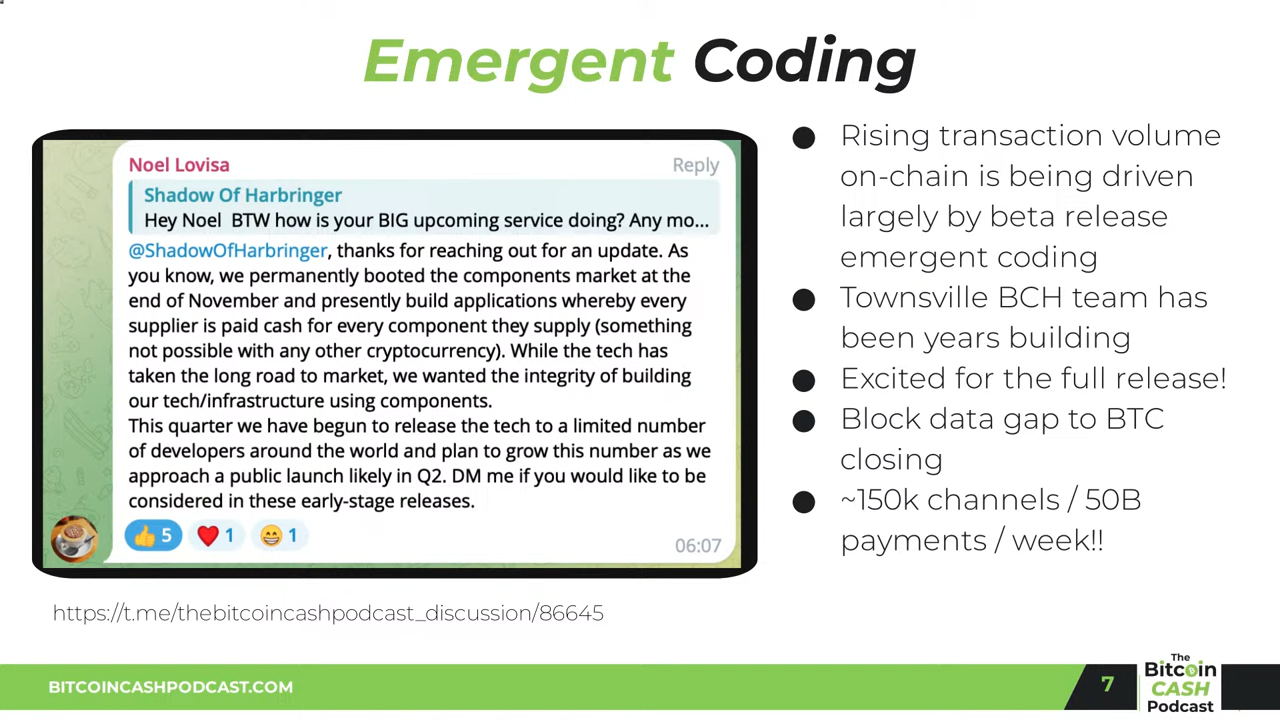 Emergent Coding
Noel Lovisa
Reply
Shadow Of Harbringer
Hey Noel BTW how is your BIG upcoming service doing? Any mo...
@ShadowOfHarbringer, thanks for reaching out for an update. As
you know, we permanently booted the components market at the
end of November and presently build applications whereby every
supplier is paid cash for every component they supply (something
not possible with any other cryptocurrency). While the tech has
taken the long road to market, we wanted the integrity of building
our tech/infrastructure using components.
This quarter we have begun to release the tech to a limited number
of developers around the world and plan to grow this number as we
approach a public launch likely in Q2. DM me if you would like to be
considered in these early-stage releases.
👍 5 ❤️ 1 😁 1
06:07
https://t.me/thebitcoincashpodcast_discussion/86645
● Rising transaction volume
on-chain is being driven
largely by beta release
emergent coding
● Townsville BCH team has
been years building
● Excited for the full release!
● Block data gap to BTC
closing
● ~150k channels / 50B
payments / week!!
BITCOINCASHPODCAST.COM
7
The
Bitcoin
CASH
Podcast